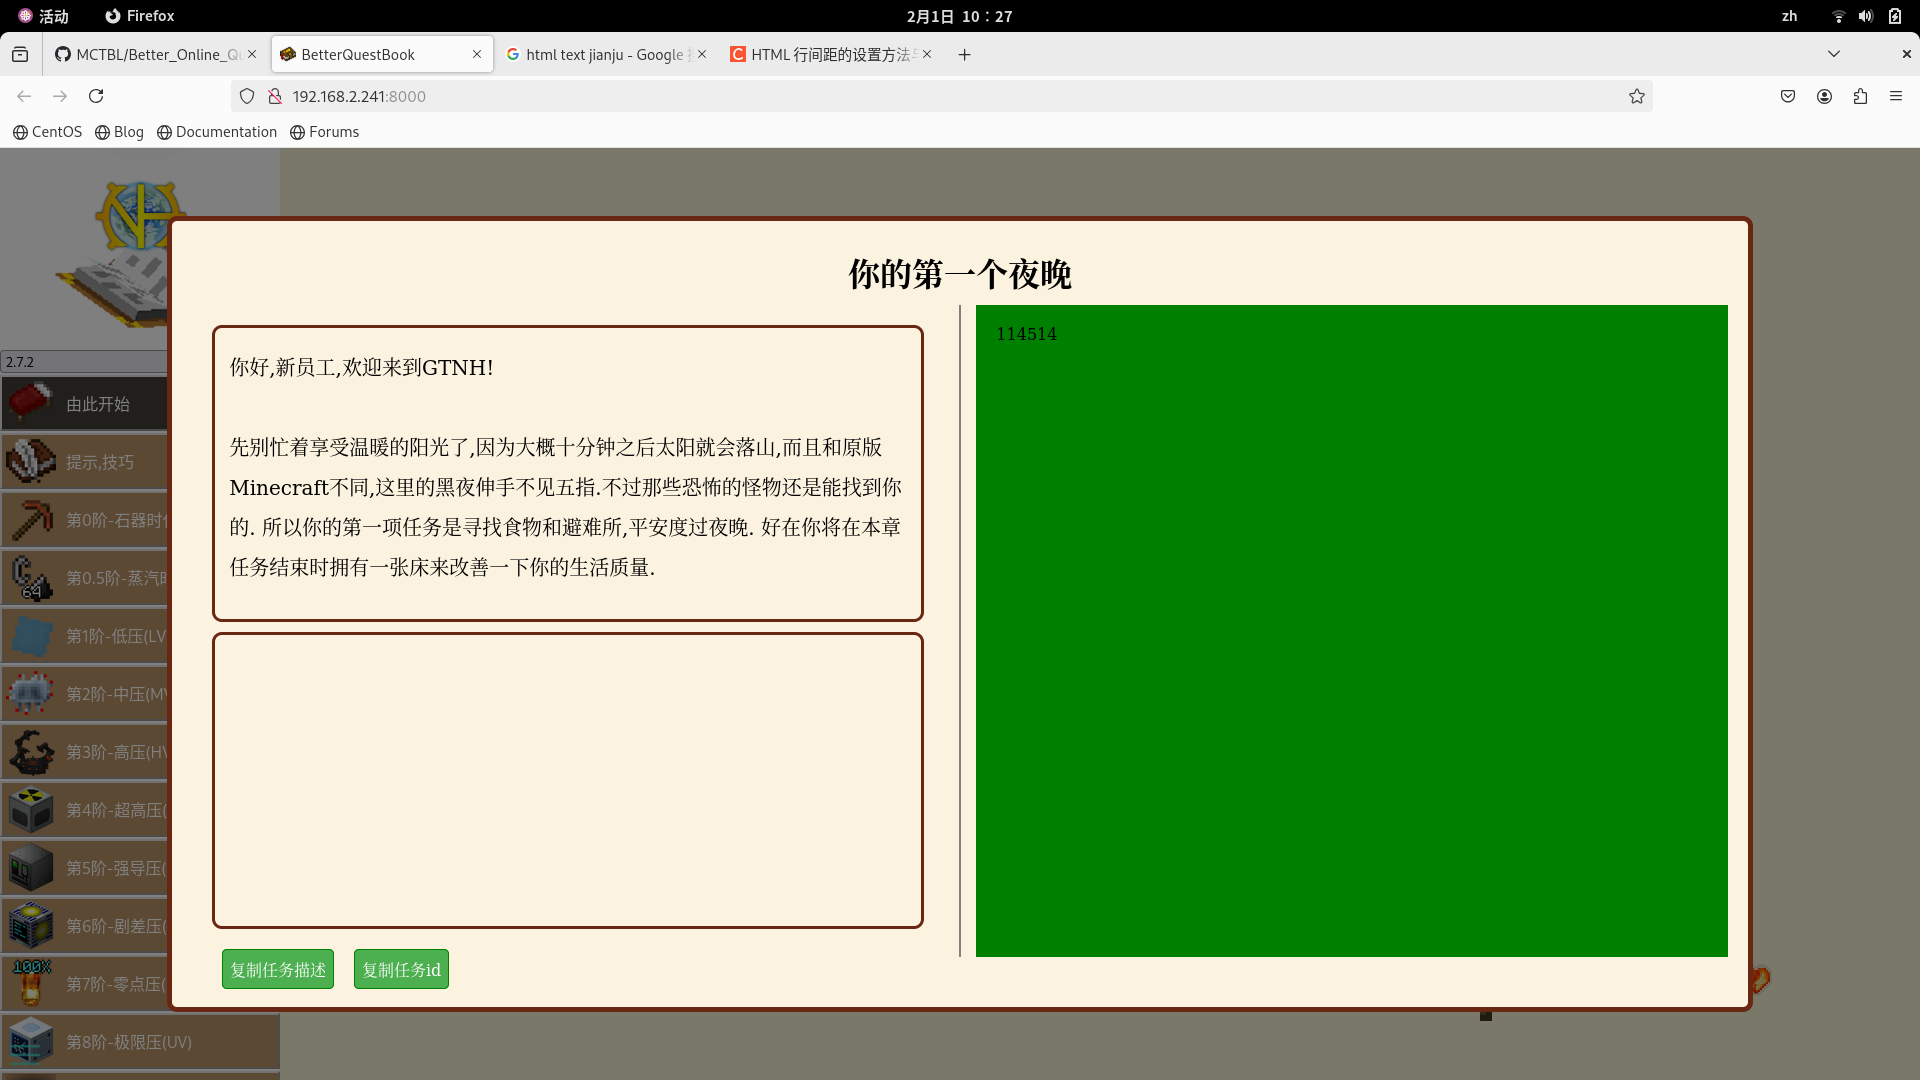 活动
Firefox
2月1日 10：27
zh
MCTBL/Better_Online_Qu
BetterQuestBook
html text jianju - Google
HTML 行间距的设置方法
192.168.2.241:8000
CentOS
Blog
Documentation
Forums
2.7.2
由此开始
提示,技巧
第0阶-石器时
第0.5阶-蒸汽
64
第1阶-低压(LV
第2阶-中压(M
第3阶-高压(HV
第4阶-超高压(
第5阶-强导压(
第6阶-剧差压(
100%
第7阶-零点压(
第8阶-极限压(UV)
你的第一个夜晚
你好,新员工,欢迎来到GTNH!
先别忙着享受温暖的阳光了,因为大概十分钟之后太阳就会落山,而且和原版
Minecraft不同,这里的黑夜伸手不见五指.不过那些恐怖的怪物还是能找到你
的. 所以你的第一项任务是寻找食物和避难所,平安度过夜晚. 好在你将在本章
任务结束时拥有一张床来改善一下你的生活质量.
复制任务描述
复制任务id
114514